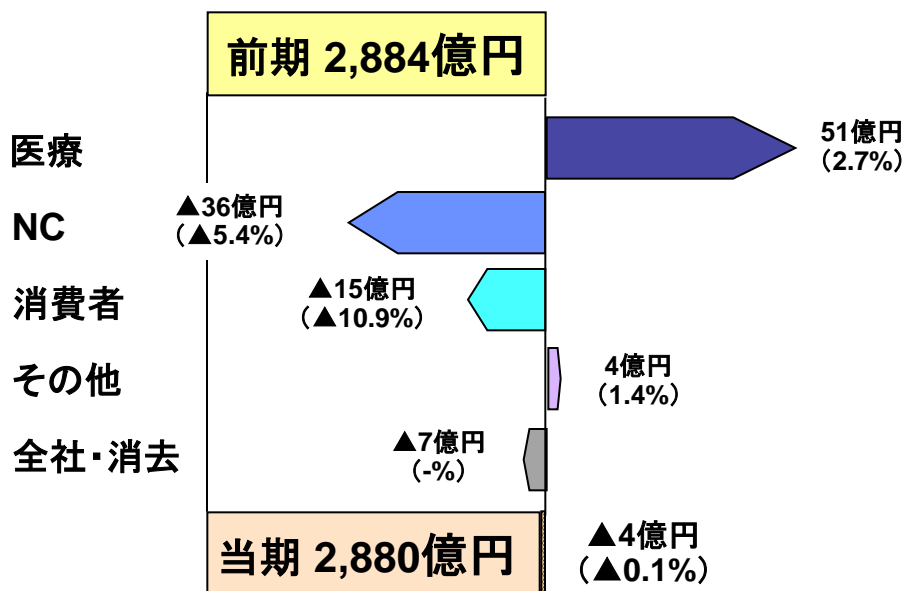 前期 2,884億円
医療
51億円
(2.7%)
NC
▲36億円
(▲5.4%)
消費者
▲15億円
(▲10.9%)
その他
4億円
(1.4%)
全社・消去
▲7億円
(-%)
当期 2,880億円
▲4億円
(▲0.1%)